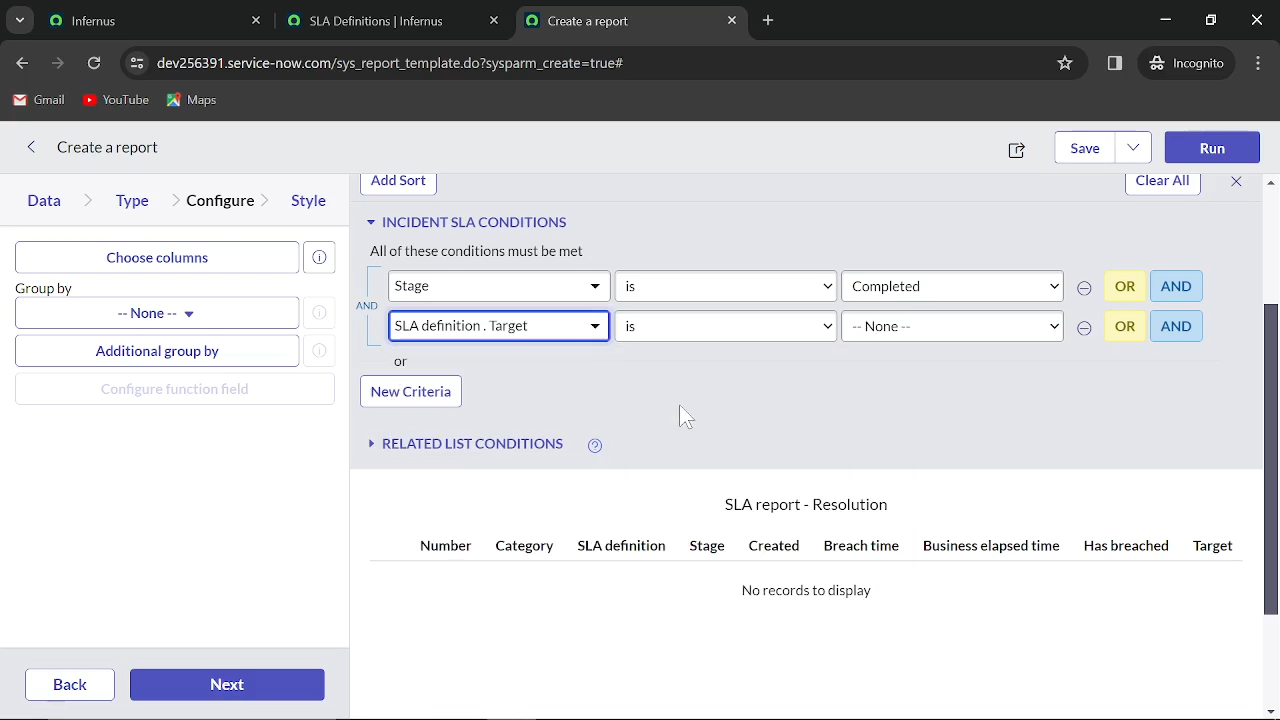 Infernus
SLA Definitions | Infernus
Create a report
dev256391.service-now.com/sys_report_template.do?sysparm_create=true#
Incognito
Gmail
YouTube
Maps
Create a report
Save
Run
Data
Type
Configure
Style
Add Sort
Clear All
Choose columns
INCIDENT SLA CONDITIONS
All of these conditions must be met
Group by
-- None --
AND
Stage
is
Completed
OR
AND
SLA definition . Target
is
-- None --
OR
AND
Additional group by
or
Configure function field
New Criteria
RELATED LIST CONDITIONS
SLA report - Resolution
Number Category SLA definition Stage Created Breach time Business elapsed time Has breached Target
No records to display
Back
Next